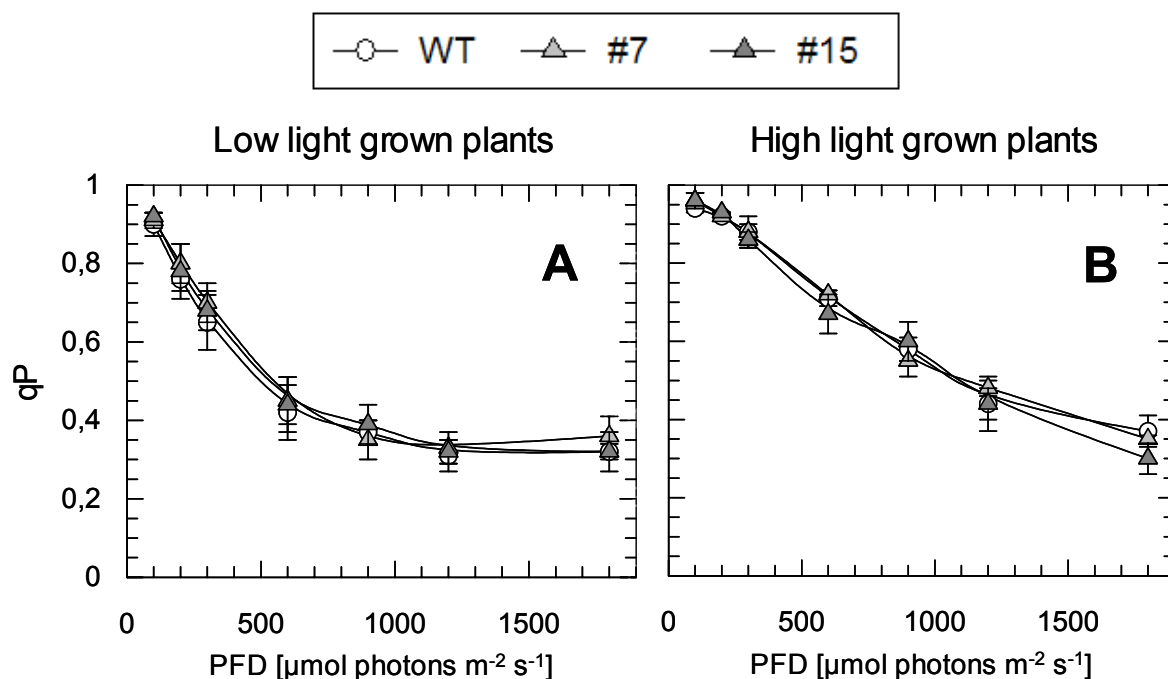 WT #7 #15
Low light grown plants
High light grown plants
1
0,8
0,6
0,4
0,2
0
qP
A
B
0 500 1000 1500
0 500 1000 1500
PFD [µmol photons m-2 s-1]
PFD [µmol photons m-2 s-1]